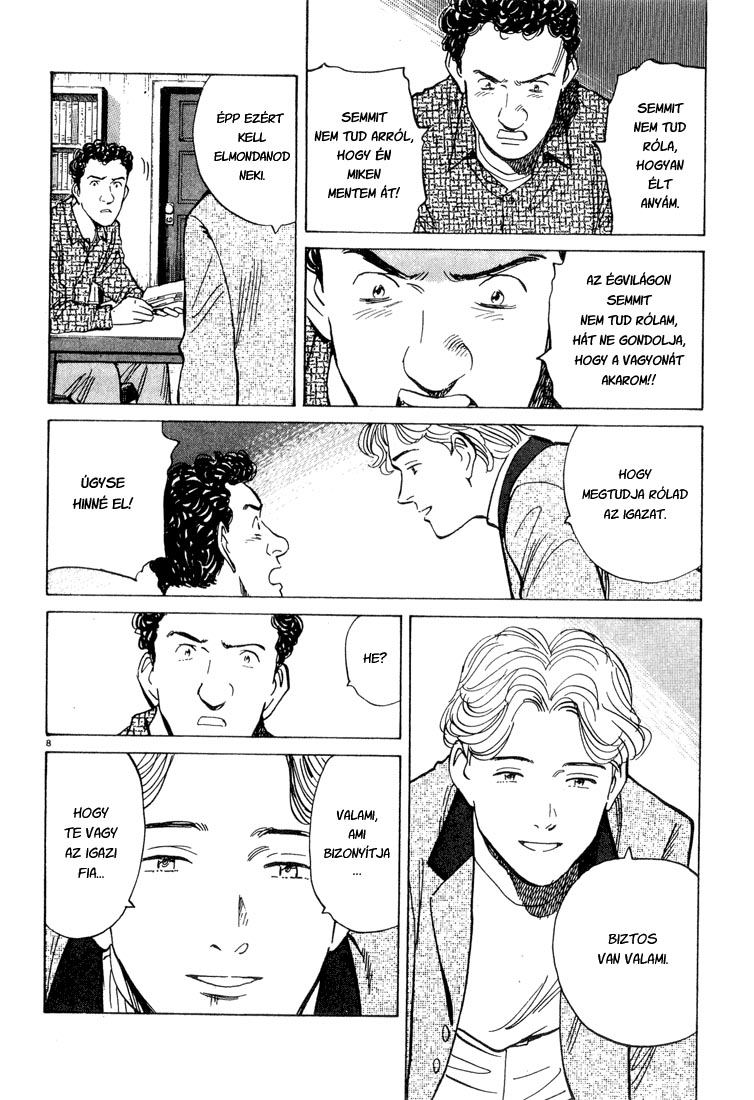 SEMMIT
NEM TUD
RÓLA,
HOGYAN
ÉLT
ANYÁM.
SEMMIT
NEM TUD ARRÓL,
HOGY ÉN
MIKEN
MENTEM ÁT!
AZ ÉGVILÁGON
SEMMIT
NEM TUD RÓLAM,
HÁT NE GONDOLJA,
HOGY A VAGYONÁT
AKAROM!!
ÉPP EZÉRT
KELL
ELMONDANOD
NEKI.
HOGY
MEGTUDJA RÓLAD
AZ IGAZAT.
ÚGYSE
HINNÉ EL!
BIZTOS
VAN VALAMI.
HE?
VALAMI,
AMI
BIZONYÍTJA
...
HOGY
TE VAGY
AZ IGAZI
FIA...
8